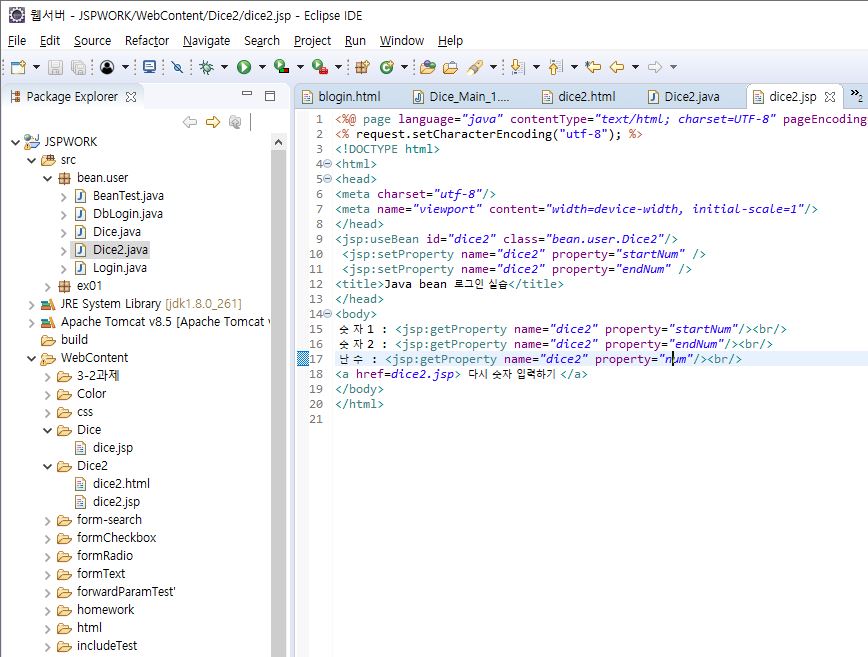 웹서버 - JSPWORK/WebContent/Dice2/dice2.jsp - Eclipse IDE
File Edit Source Refactor Navigate Search Project Run Window Help
Package Explorer
blogin.html Dice_Main_1.... dice2.html Dice2.java dice2.jsp »2
JSPWORK
src
bean.user
BeanTest.java
DbLogin.java
Dice.java
Dice2.java
Login.java
ex01
JRE System Library [jdk1.8.0_261]
Apache Tomcat v8.5 [Apache Tomcat v
build
WebContent
3-2과제
Color
css
Dice
dice.jsp
Dice2
dice2.html
dice2.jsp
form-search
formCheckbox
formRadio
formText
forwardParamTest'
homework
html
includeTest
1 <%@ page language="java" contentType="text/html; charset=UTF-8" pageEncoding
2 <% request.setCharacterEncoding("utf-8"); %>
3 <!DOCTYPE html>
4 <html>
5 <head>
6 <meta charset="utf-8"/>
7 <meta name="viewport" content="width=device-width, initial-scale=1"/>
8 </head>
9 <jsp:useBean id="dice2" class="bean.user.Dice2"/>
10 <jsp:setProperty name="dice2" property="startNum" />
11 <jsp:setProperty name="dice2" property="endNum" />
12 <title>Java bean 로그인 실습</title>
13 </head>
14 <body>
15 숫자1 : <jsp:getProperty name="dice2" property="startNum"/><br/>
16 숫자2 : <jsp:getProperty name="dice2" property="endNum"/><br/>
17 난수 : <jsp:getProperty name="dice2" property="num"/><br/>
18 <a href=dice2.jsp> 다시 숫자 입력하기 </a>
19 </body>
20 </html>
21